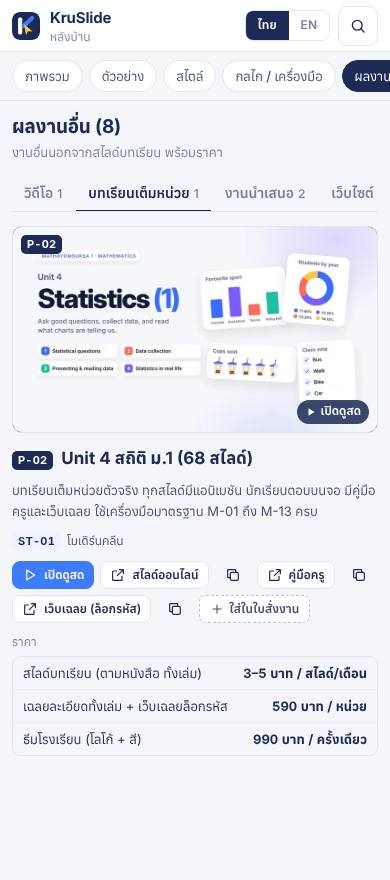 KruSlide
หลังบ้าน
ไทย
EN
ภาพรวม
ตัวอย่าง
สไตล์
กลไก / เครื่องมือ
ผลงาน
ผลงานอื่น (8)
งานอื่นนอกจากสไลด์บทเรียน พร้อมราคา
วิดีโอ 1
บทเรียนเต็มหน่วย 1
งานนำเสนอ 2
เว็บไซต์
P-02
MATHAYOMSUKSA 1 · MATHEMATICS
Unit 4
Statistics (1)
Ask good questions, collect data, and read
what charts are telling us.
1 Statistical questions
2 Data collection
3 Presenting & reading data
4 Statistics in real life
Favourite sport
Students by year
Cups sold
Class vote
Bus
Walk
Bike
Car
เปิดดูสด
P-02 Unit 4 สถิติ ม.1 (68 สไลด์)
บทเรียนเต็มหน่วยตัวจริง ทุกสไลด์มีแอนิเมชัน นักเรียนตอบบนจอ มีคู่มือ
ครูและเว็บเฉลย ใช้เครื่องมือมาตรฐาน M-01 ถึง M-13 ครบ
ST-01 โมเดิร์นคลีน
เปิดดูสด
สไลด์ออนไลน์
คู่มือครู
เว็บเฉลย (ล็อกรหัส)
ใส่ในใบสั่งงาน
ราคา
สไลด์บทเรียน (ตามหนังสือ ทั้งเล่ม) 3–5 บาท / สไลด์/เดือน
เฉลยละเอียดทั้งเล่ม + เว็บเฉลยล็อกรหัส 590 บาท / หน่วย
ธีมโรงเรียน (โลโก้ + สี) 990 บาท / ครั้งเดียว